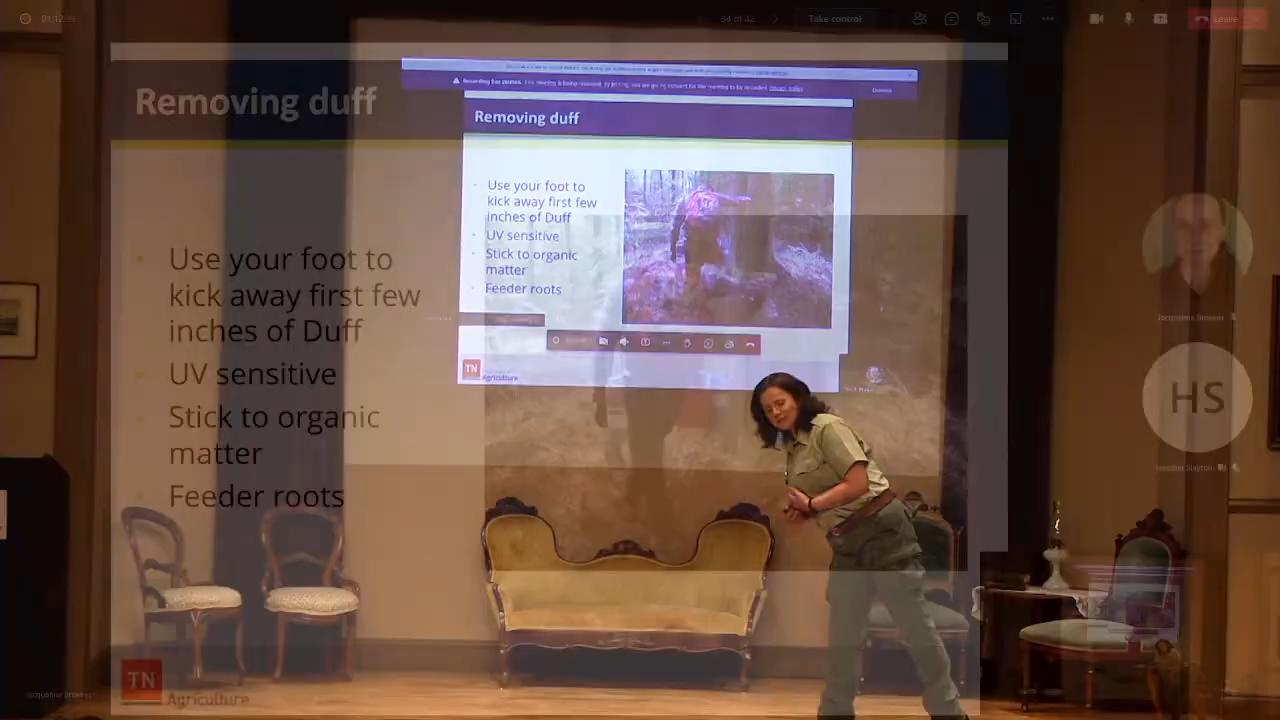 34 of 42
Take control
Leave
Removing duff
Use your foot to
kick away first few
inches of Duff
UV sensitive
Stick to organic
matter
Feeder roots
TN
Agriculture
Removing duff
Use your foot to
kick away first few
inches of Duff
UV sensitive
Stick to organic
matter
Feeder roots
TN
Agriculture
HS
Heather Slayton